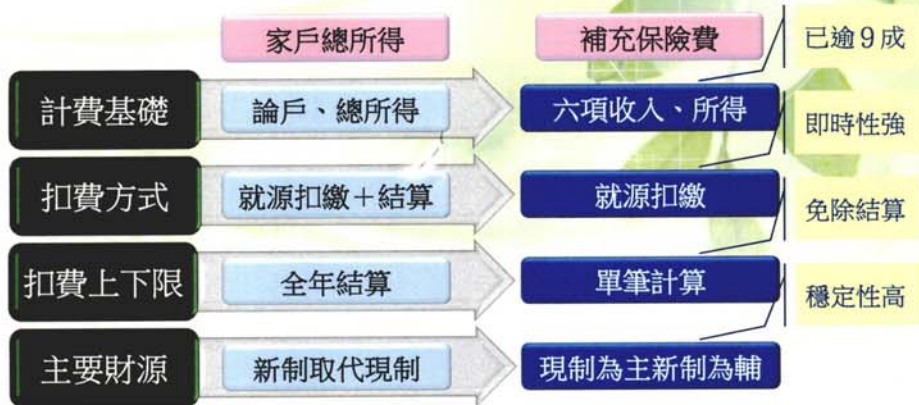 家戶總所得 補充保險費 已逾9成
計費基礎 論戶、總所得 六項收入、所得 即時性強
扣費方式 就源扣繳＋結算 就源扣繳 免除結算
扣費上下限 全年結算 單筆計算 穩定性高
主要財源 新制取代現制 現制為主新制為輔